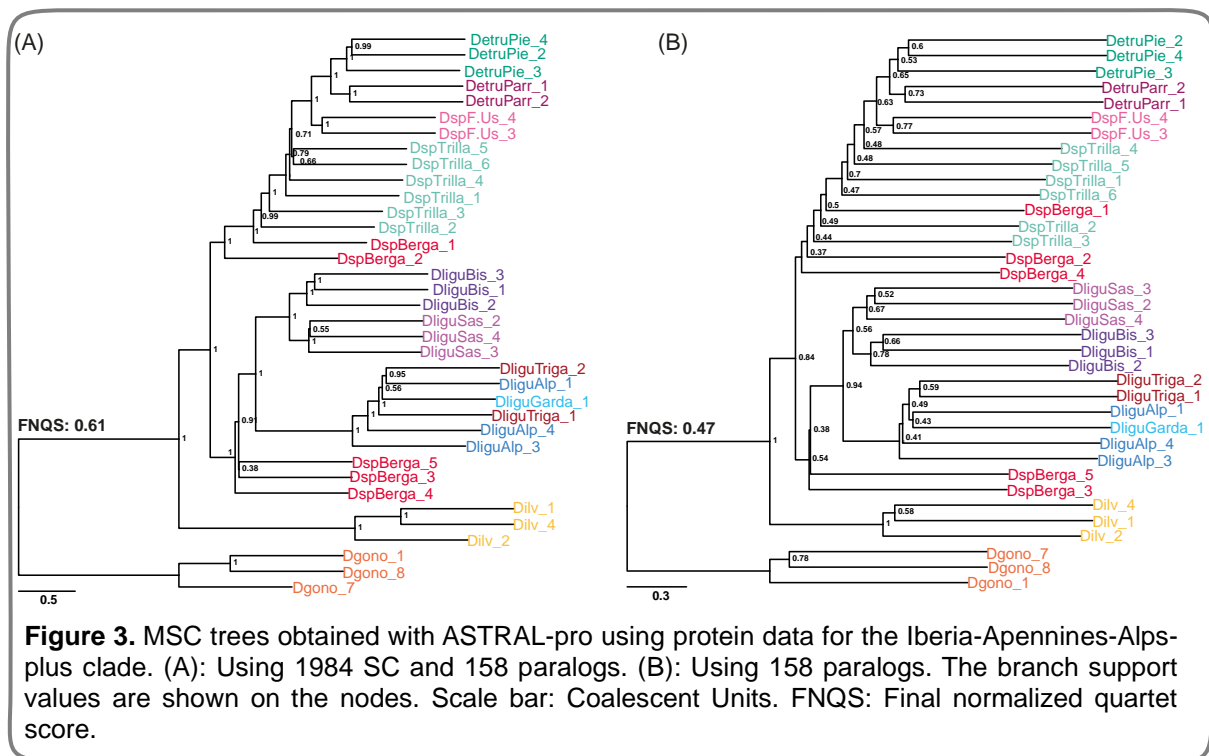 (A)
DetruPie_4
0.99
DetruPie_2
1
DetruPie_3
1
DetruParr_1
1
DetruParr_2
1
DspF.Us_4
1
0.71
DspF.Us_3
DspTrilla_5
0.79
0.66
DspTrilla_6
1
DspTrilla_4
1
DspTrilla_1
DspTrilla_3
0.99
DspTrilla_2
1
DspBerga_1
DspBerga_2
DliguBis_3
1
DliguBis_1
1
DliguBis_2
DliguSas_2
0.55
DliguSas_4
1
DliguSas_3
1
DliguTriga_2
0.95
DliguAlp_1
0.56
DliguGarda_1
1
DliguTriga_1
0.91
1
DliguAlp_4
1
DliguAlp_3
FNQS: 0.61
1
DspBerga_5
0.38
DspBerga_3
1
DspBerga_4
Dilv_1
1
Dilv_4
1
Dilv_2
Dgono_1
1
Dgono_8
Dgono_7
0.5
(B)
DetruPie_2
0.6
0.53
DetruPie_4
0.65
DetruPie_3
DetruParr_2
0.73
0.63
DetruParr_1
DspF.Us_4
0.77
0.57
DspF.Us_3
0.48
DspTrilla_4
0.48
DspTrilla_5
0.7
DspTrilla_1
0.47
DspTrilla_6
0.5
DspBerga_1
0.49
DspTrilla_2
0.44
DspTrilla_3
0.37
DspBerga_2
DspBerga_4
DliguSas_3
0.52
DliguSas_2
0.67
DliguSas_4
0.56
DliguBis_3
0.66
DliguBis_1
0.78
DliguBis_2
0.84
0.94
DliguTriga_2
0.59
DliguTriga_1
0.49
DliguAlp_1
0.43
DliguGarda_1
0.38
0.41
DliguAlp_4
DliguAlp_3
FNQS: 0.47
1
0.54
DspBerga_5
DspBerga_3
Dilv_4
0.58
Dilv_1
1
Dilv_2
Dgono_7
0.78
Dgono_8
Dgono_1
0.3
Figure 3. MSC trees obtained with ASTRAL-pro using protein data for the Iberia-Apennines-Alps-
plus clade. (A): Using 1984 SC and 158 paralogs. (B): Using 158 paralogs. The branch support
values are shown on the nodes. Scale bar: Coalescent Units. FNQS: Final normalized quartet
score.